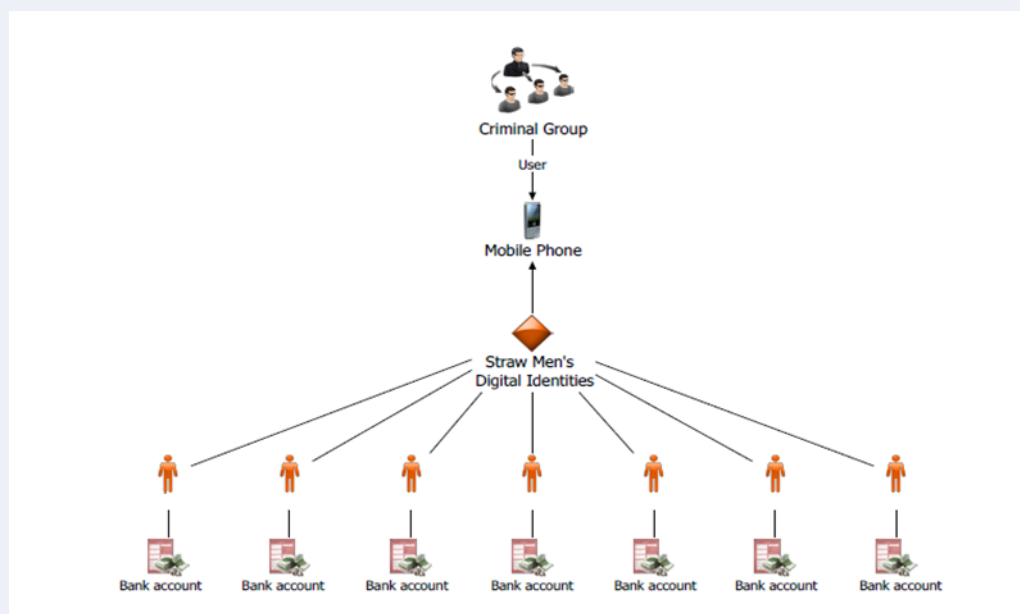 Criminal Group
User
Mobile Phone
Straw Men's
Digital Identities
Bank account Bank account Bank account Bank account Bank account Bank account Bank account